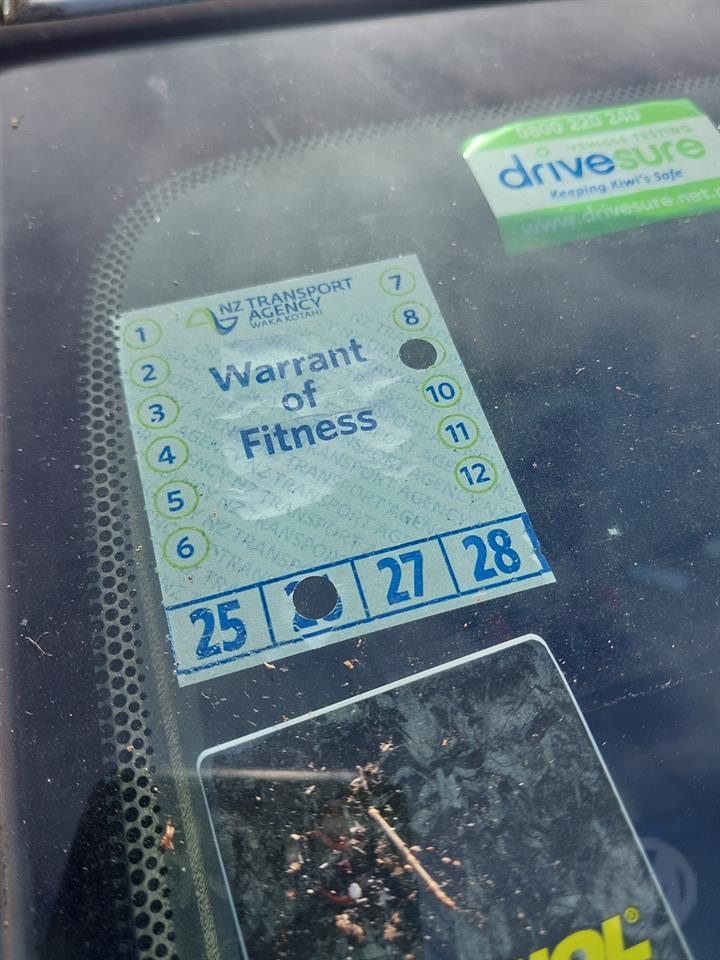 0800 220 240
VEHICLE TESTING
drivesure
Keeping Kiwi's Safe
www.drivesure.net.n
NZ TRANSPORT
AGENCY
WAKA KOTAHI
Warrant
of
Fitness
1
2
3
4
5
6
7
8
10
11
12
25 27 28